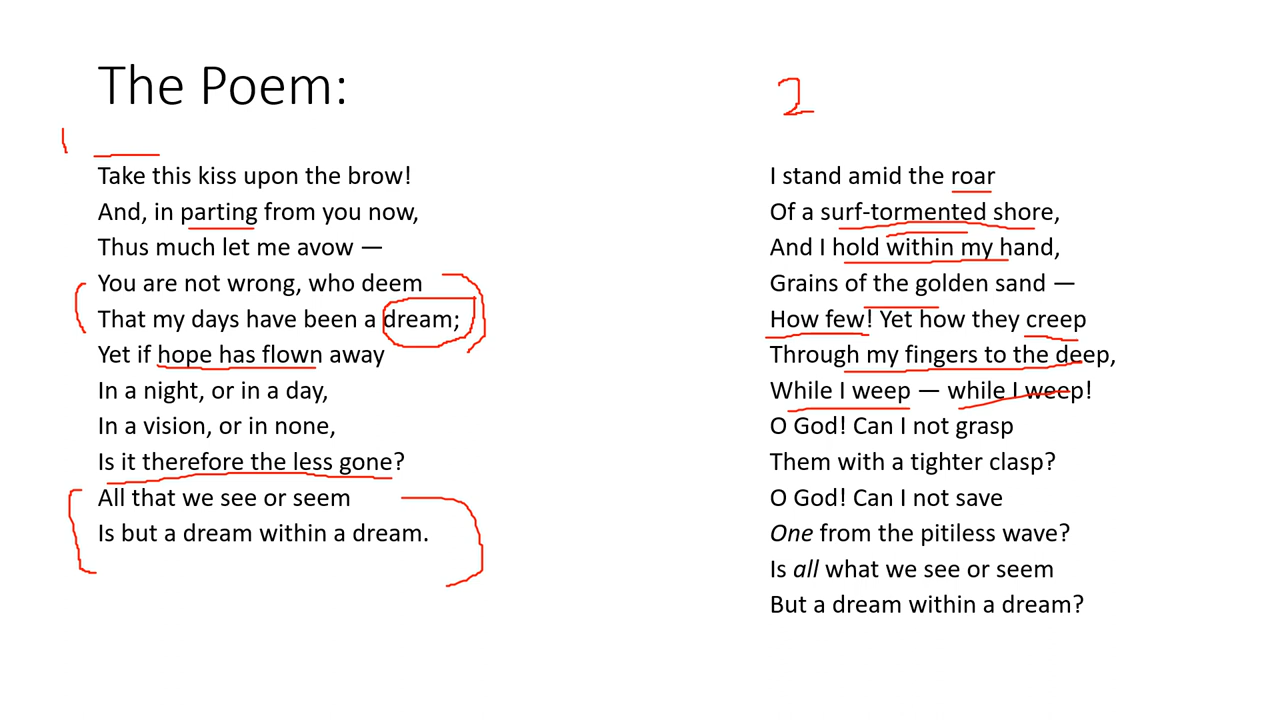 The Poem:
1
Take this kiss upon the brow!
And, in parting from you now,
Thus much let me avow —
You are not wrong, who deem
That my days have been a dream;
Yet if hope has flown away
In a night, or in a day,
In a vision, or in none,
Is it therefore the less gone?
All that we see or seem
Is but a dream within a dream.
2
I stand amid the roar
Of a surf-tormented shore,
And I hold within my hand,
Grains of the golden sand —
How few! Yet how they creep
Through my fingers to the deep,
While I weep — while I weep!
O God! Can I not grasp
Them with a tighter clasp?
O God! Can I not save
One from the pitiless wave?
Is all what we see or seem
But a dream within a dream?